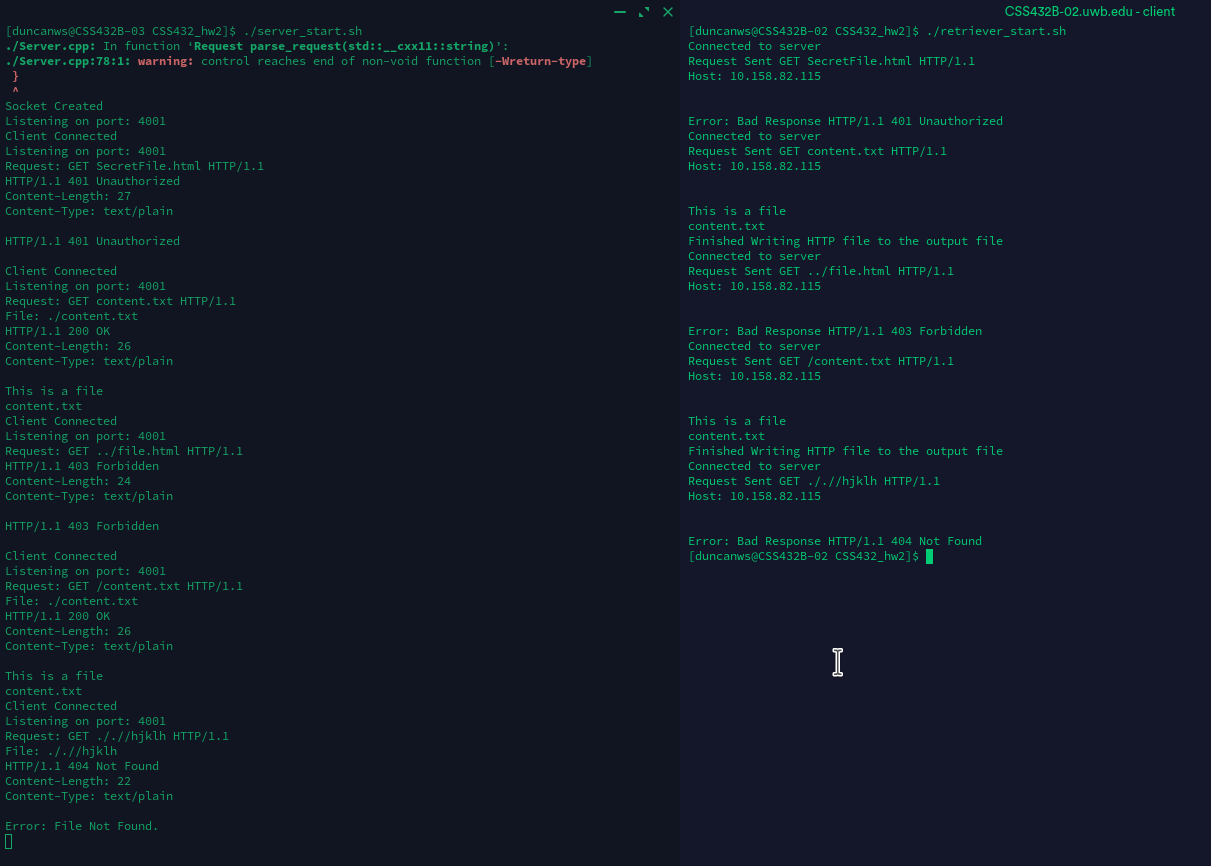 [duncanws@CSS432B-03 CSS432_hw2]$ ./server_start.sh
./Server.cpp: In function ‘Request parse_request(std::__cxx11::string)’:
./Server.cpp:78:1: warning: control reaches end of non-void function [-Wreturn-type]
}
^
Socket Created
Listening on port: 4001
Client Connected
Listening on port: 4001
Request: GET SecretFile.html HTTP/1.1
HTTP/1.1 401 Unauthorized
Content-Length: 27
Content-Type: text/plain

HTTP/1.1 401 Unauthorized

Client Connected
Listening on port: 4001
Request: GET content.txt HTTP/1.1
File: ./content.txt
HTTP/1.1 200 OK
Content-Length: 26
Content-Type: text/plain

This is a file
content.txt
Client Connected
Listening on port: 4001
Request: GET ../file.html HTTP/1.1
HTTP/1.1 403 Forbidden
Content-Length: 24
Content-Type: text/plain

HTTP/1.1 403 Forbidden

Client Connected
Listening on port: 4001
Request: GET /content.txt HTTP/1.1
File: ./content.txt
HTTP/1.1 200 OK
Content-Length: 26
Content-Type: text/plain

This is a file
content.txt
Client Connected
Listening on port: 4001
Request: GET ././/hjklh HTTP/1.1
File: ././/hjklh
HTTP/1.1 404 Not Found
Content-Length: 22
Content-Type: text/plain

Error: File Not Found.

CSS432B-02.uwb.edu - client
[duncanws@CSS432B-02 CSS432_hw2]$ ./retriever_start.sh
Connected to server
Request Sent GET SecretFile.html HTTP/1.1
Host: 10.158.82.115

Error: Bad Response HTTP/1.1 401 Unauthorized
Connected to server
Request Sent GET content.txt HTTP/1.1
Host: 10.158.82.115

This is a file
content.txt
Finished Writing HTTP file to the output file
Connected to server
Request Sent GET ../file.html HTTP/1.1
Host: 10.158.82.115

Error: Bad Response HTTP/1.1 403 Forbidden
Connected to server
Request Sent GET /content.txt HTTP/1.1
Host: 10.158.82.115

This is a file
content.txt
Finished Writing HTTP file to the output file
Connected to server
Request Sent GET ././/hjklh HTTP/1.1
Host: 10.158.82.115

Error: Bad Response HTTP/1.1 404 Not Found
[duncanws@CSS432B-02 CSS432_hw2]$